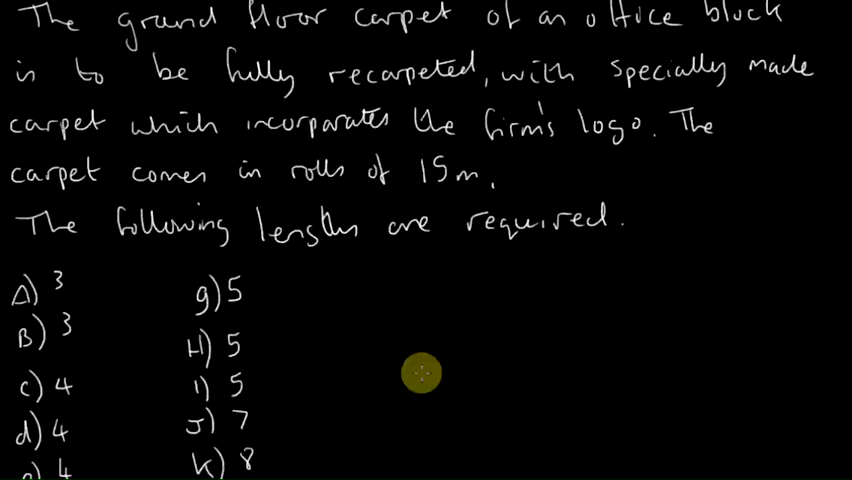 The ground floor carpet of an office block
is to be fully recarpeted, with specially made
carpet which incorporates the firm's logo. The
carpet comes in rolls of 15m.
The following lengths are required.
A) 3
B) 3
c) 4
d) 4
e) 4
g) 5
H) 5
I) 5
J) 7
K) 8